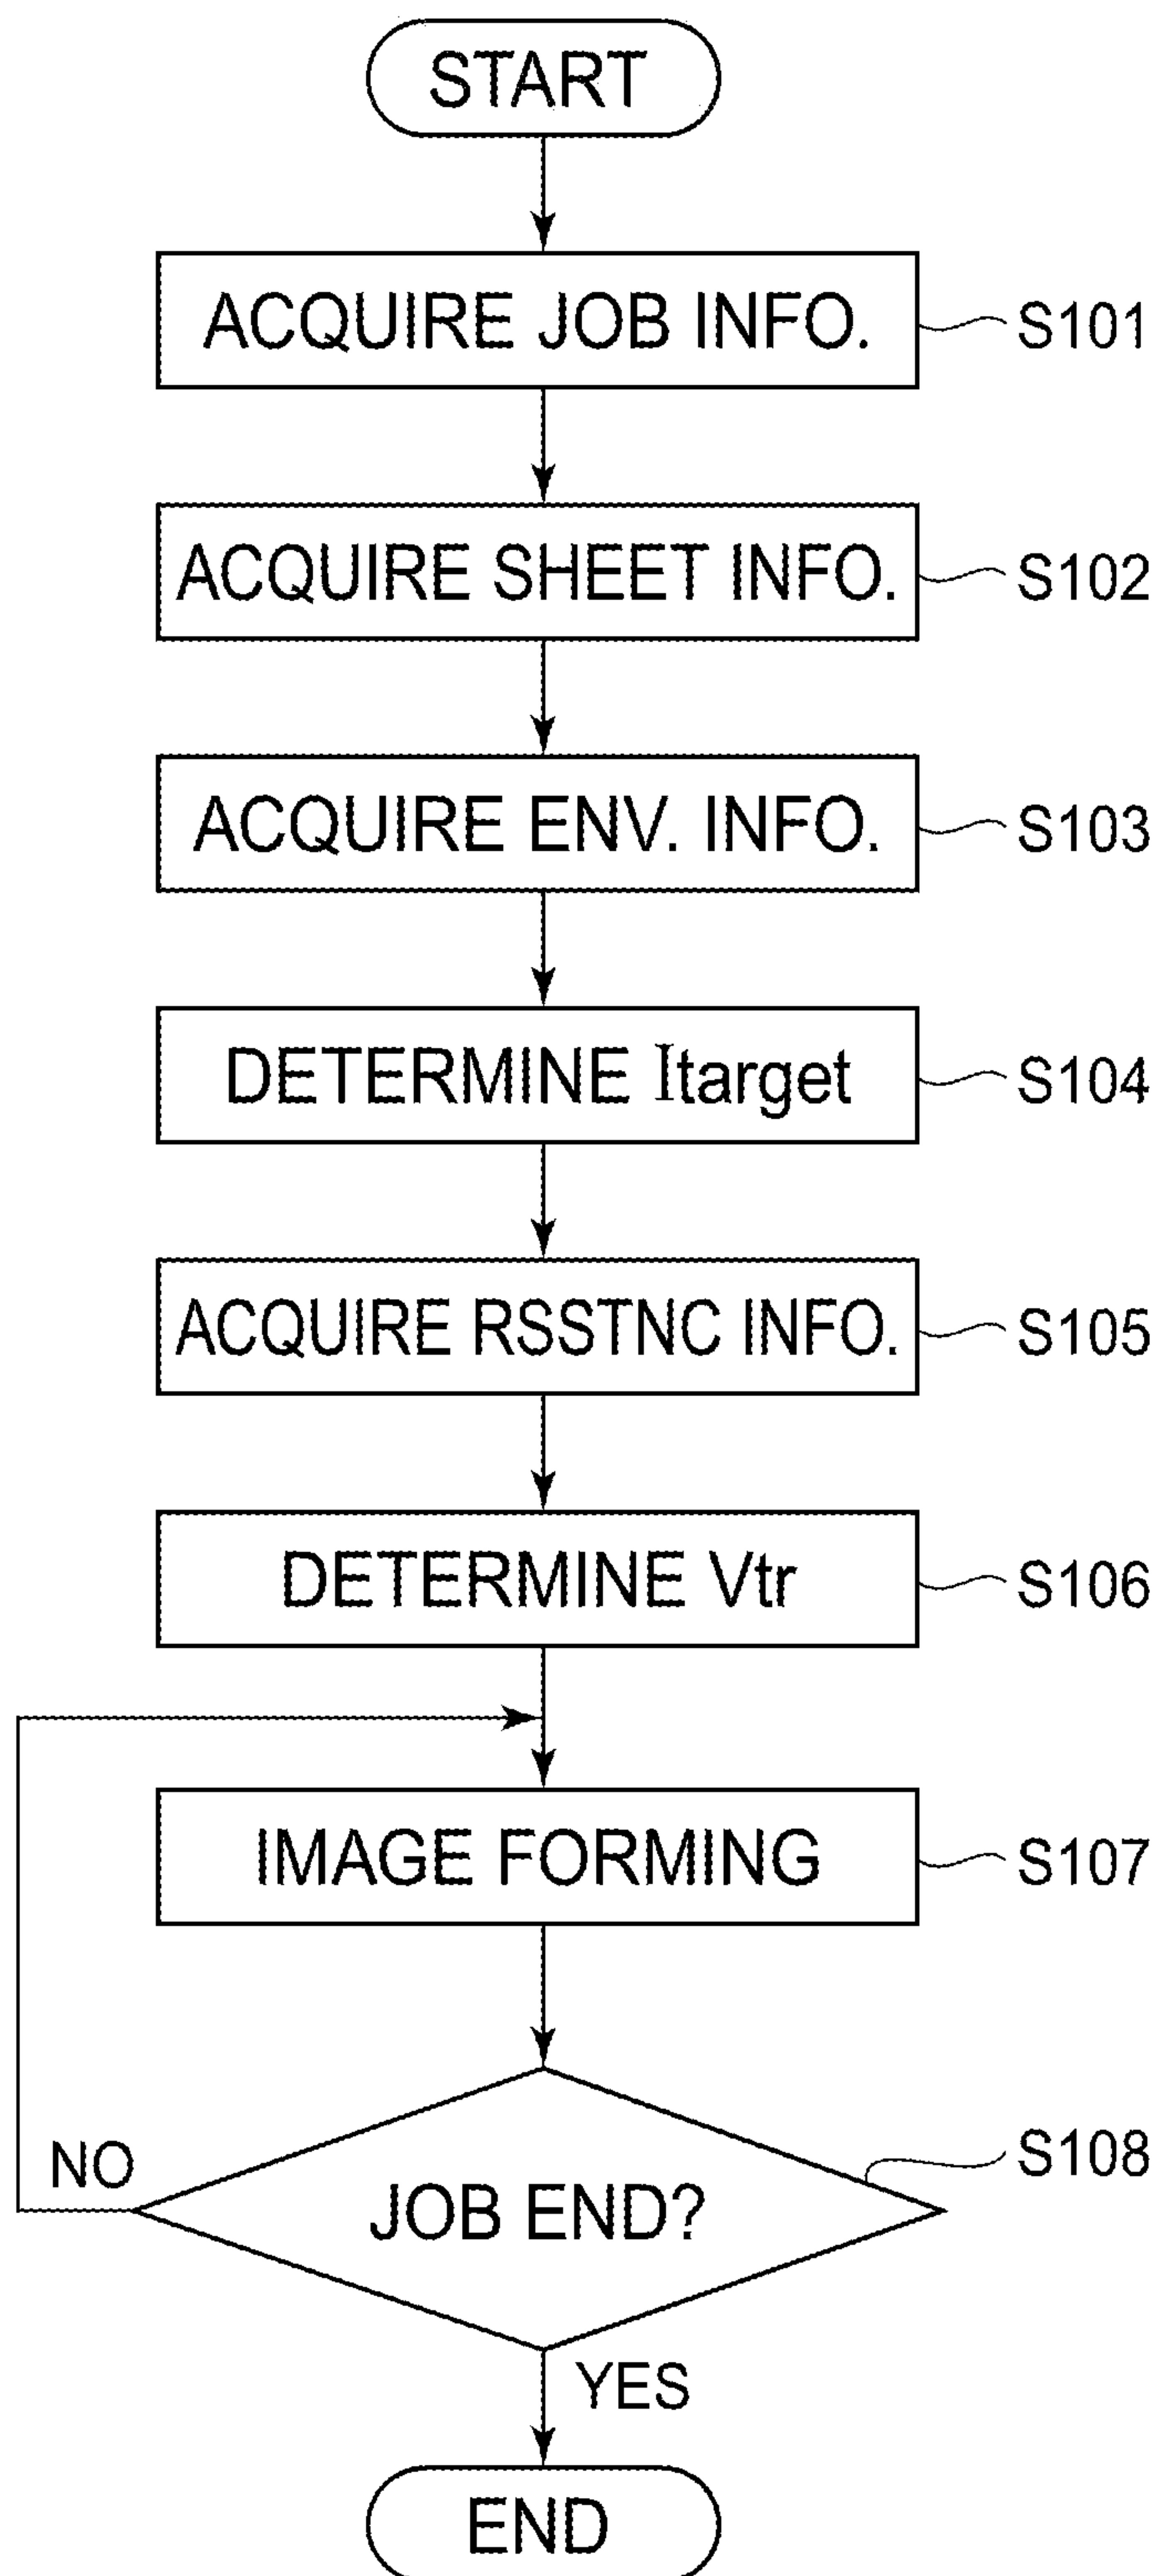 START
ACQUIRE JOB INFO.
S101
ACQUIRE SHEET INFO.
S102
ACQUIRE ENV. INFO.
S103
DETERMINE Itarget
S104
ACQUIRE RSSTNC INFO.
S105
DETERMINE Vtr
S106
IMAGE FORMING
S107
JOB END?
S108
NO
YES
END